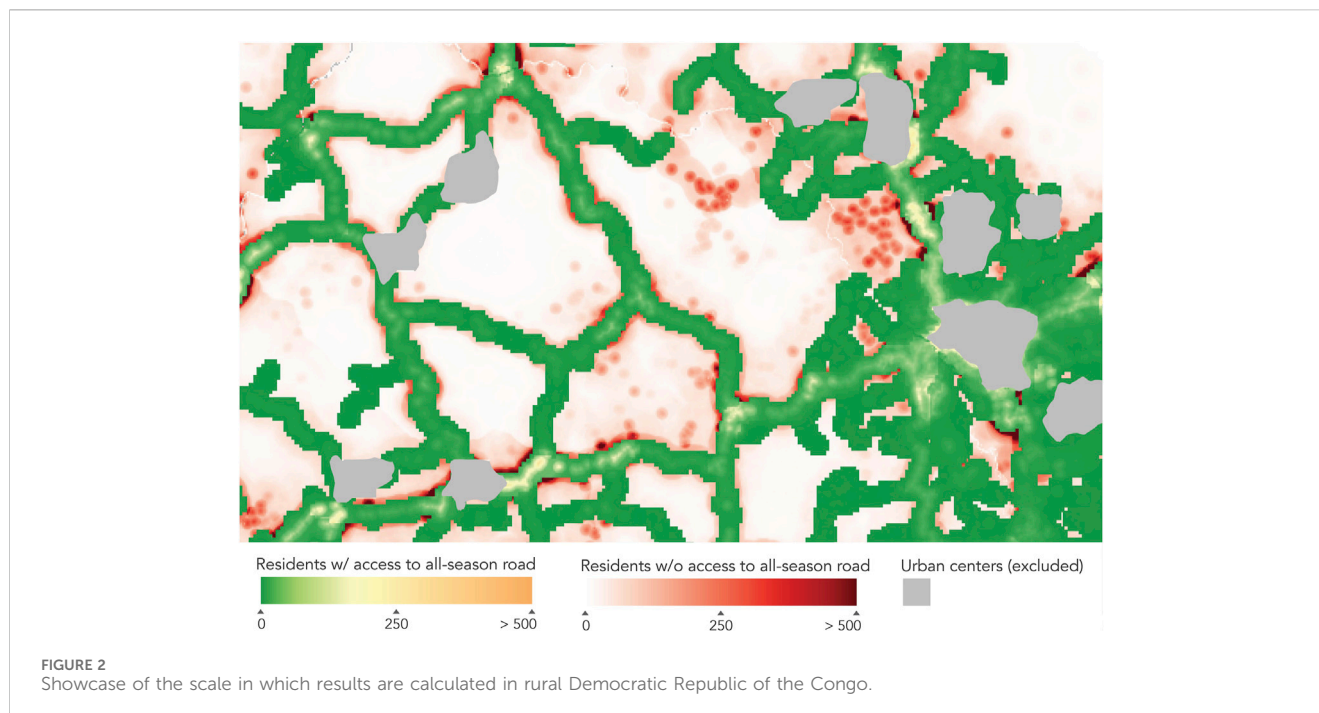 Residents w/ access to all-season road
0 250 > 500
Residents w/o access to all-season road
0 250 > 500
Urban centers (excluded)
FIGURE 2
Showcase of the scale in which results are calculated in rural Democratic Republic of the Congo.